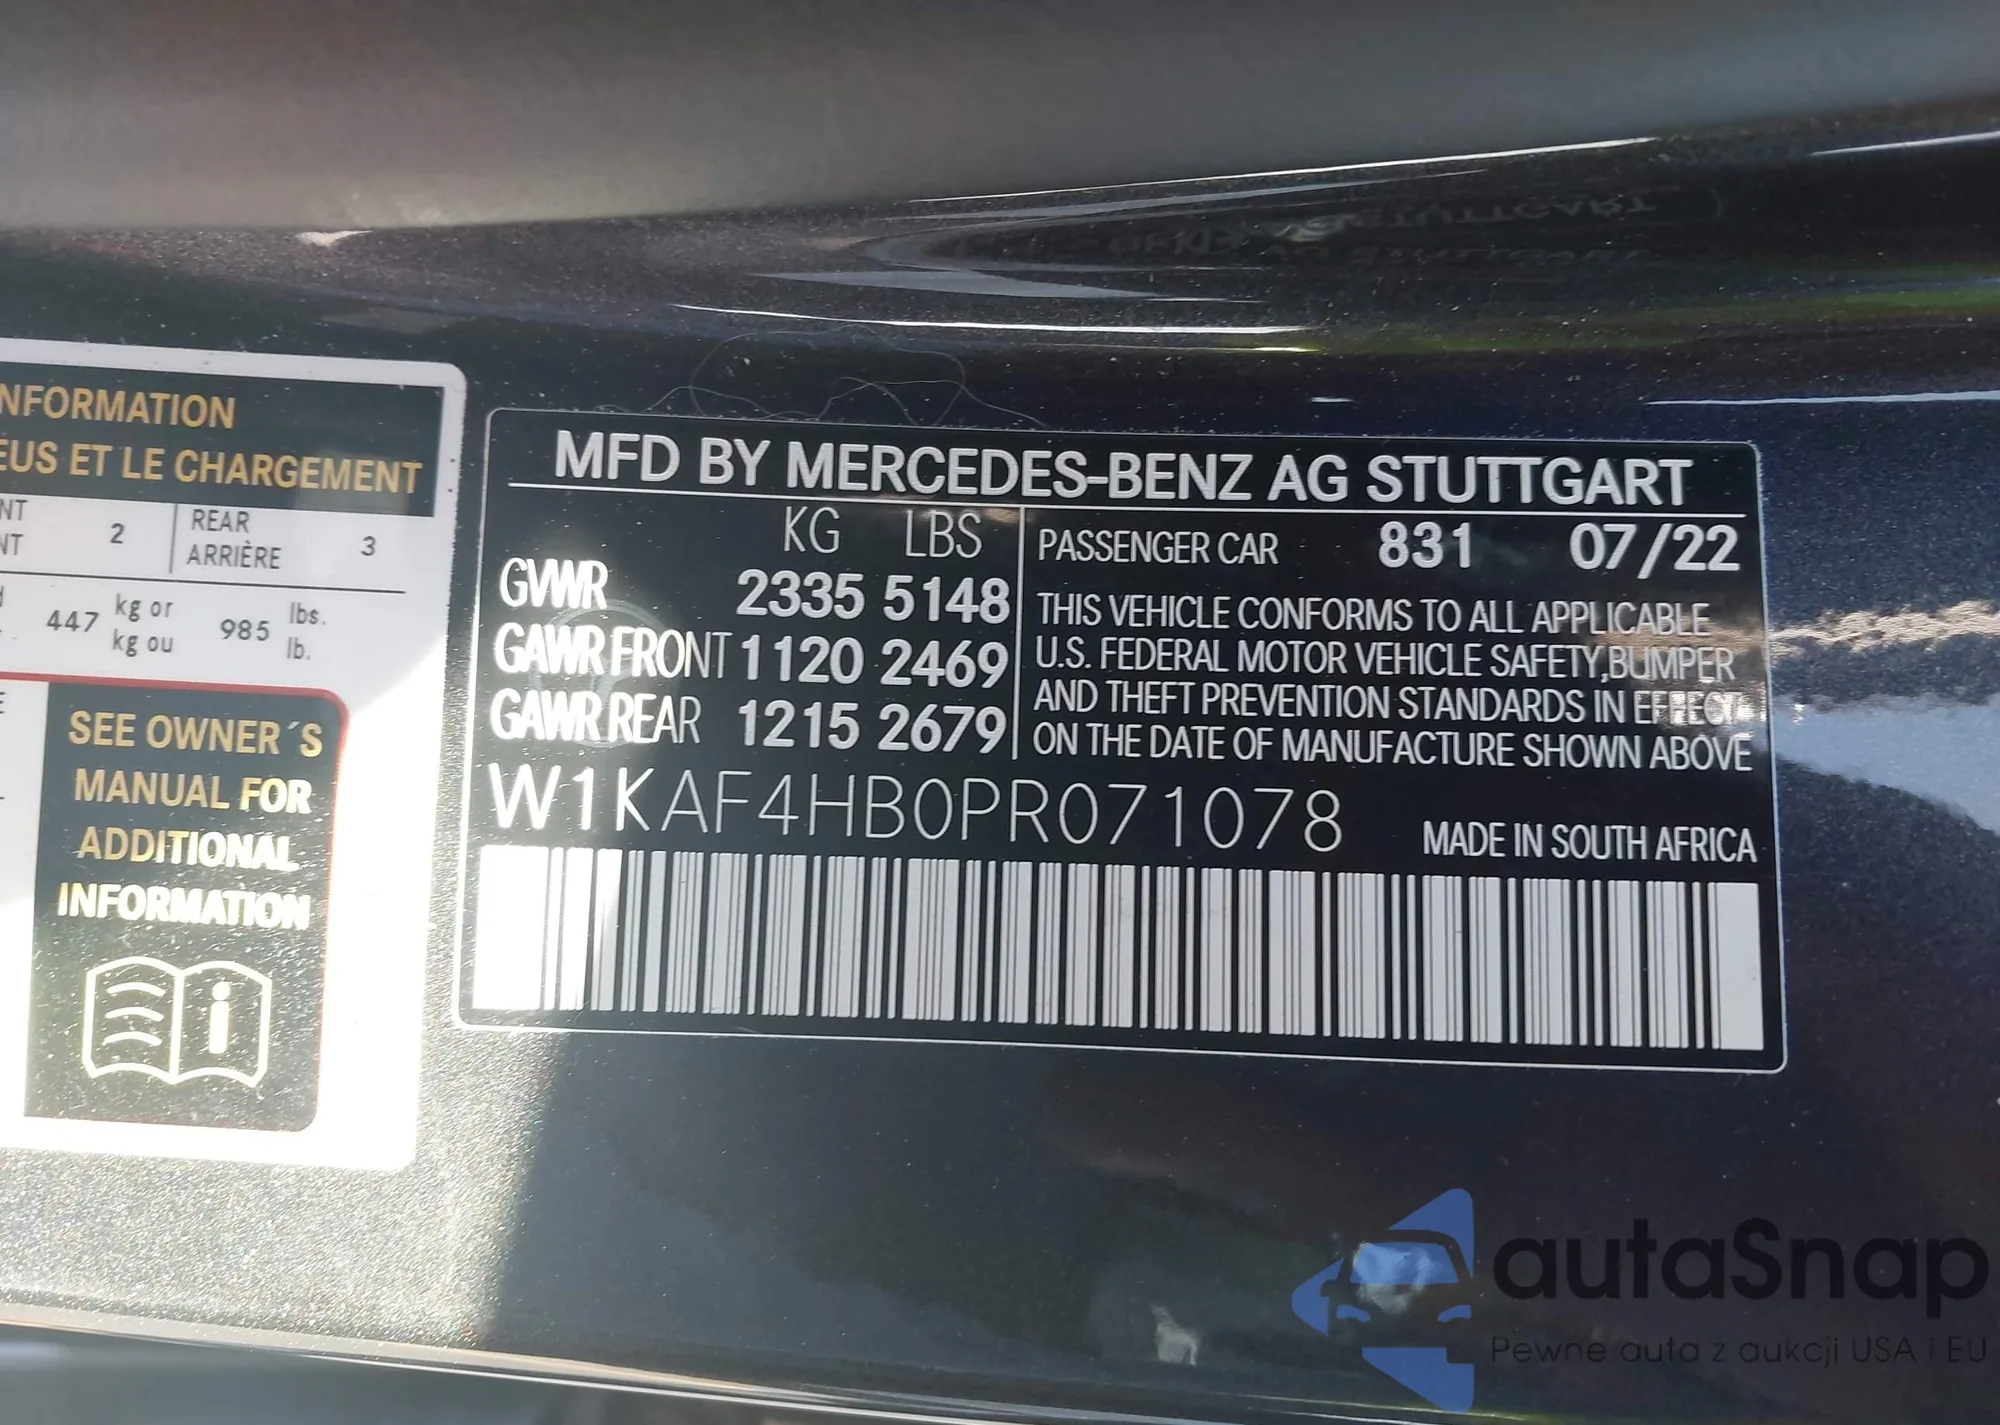 NFORMATION
EUS ET LE CHARGEMENT
NT 2 REAR 3
NT ARRIÈRE
447 kg or 985 lbs.
kg ou lb.
SEE OWNER´S
MANUAL FOR
ADDITIONAL
INFORMATION
MFD BY MERCEDES-BENZ AG STUTTGART
KG LBS
GVWR 2335 5148
GAWR FRONT 1120 2469
GAWR REAR 1215 2679
PASSENGER CAR 831 07/22
THIS VEHICLE CONFORMS TO ALL APPLICABLE
U.S. FEDERAL MOTOR VEHICLE SAFETY,BUMPER
AND THEFT PREVENTION STANDARDS IN EFFECT
ON THE DATE OF MANUFACTURE SHOWN ABOVE
W1KAF4HB0PR071078
MADE IN SOUTH AFRICA
autaSnap
Pewne auta z aukcji USA i EU